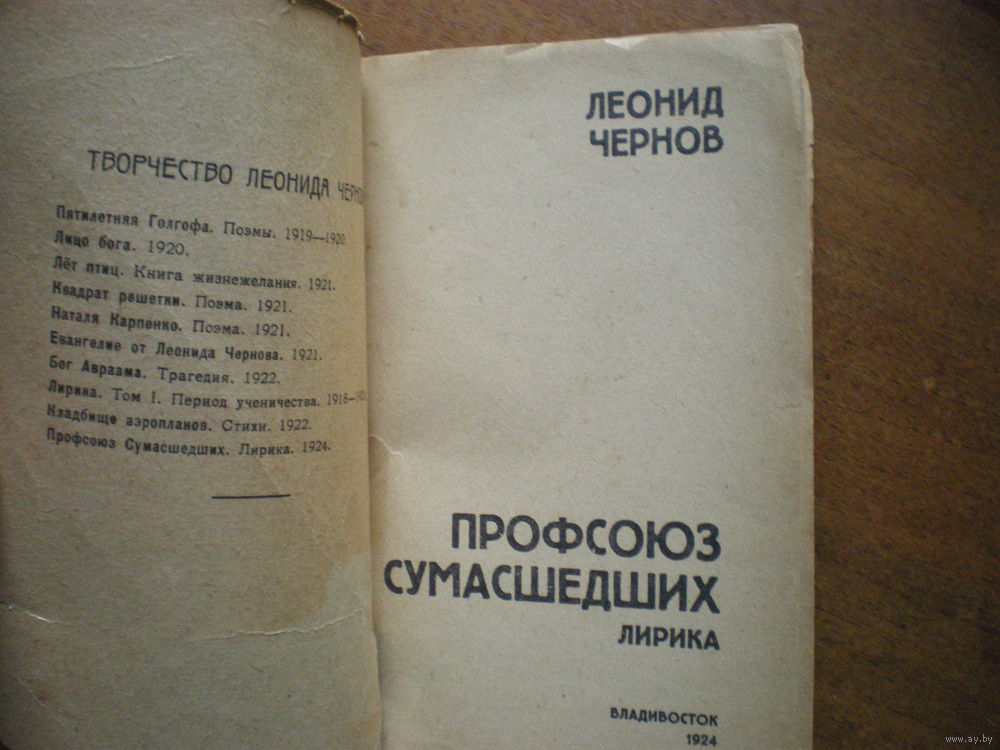 ТВОРЧЕСТВО ЛЕОНИДА
Пятилетняя Голгофа. Поэмы. 1919—1920.
Лицо бога. 1920.
Лёт птиц. Книга жизнежелания. 1921.
Квадрат решетки. Поэма. 1921.
Наталя Карпенко. Поэма. 1921.
Евангелие от Леонида Чернова. 1921.
Бог Авраама. Трагедия. 1922.
Лирика. Том I. Период ученичества. 1918—
Кладбище аэропланов. Стихи. 1922.
Профсоюз Сумасшедших. Лирика. 1924.
ЛЕОНИД
ЧЕРНОВ
ПРОФСОЮЗ
СУМАСШЕДШИХ
ЛИРИКА
ВЛАДИВОСТОК
1924
www.ay.by